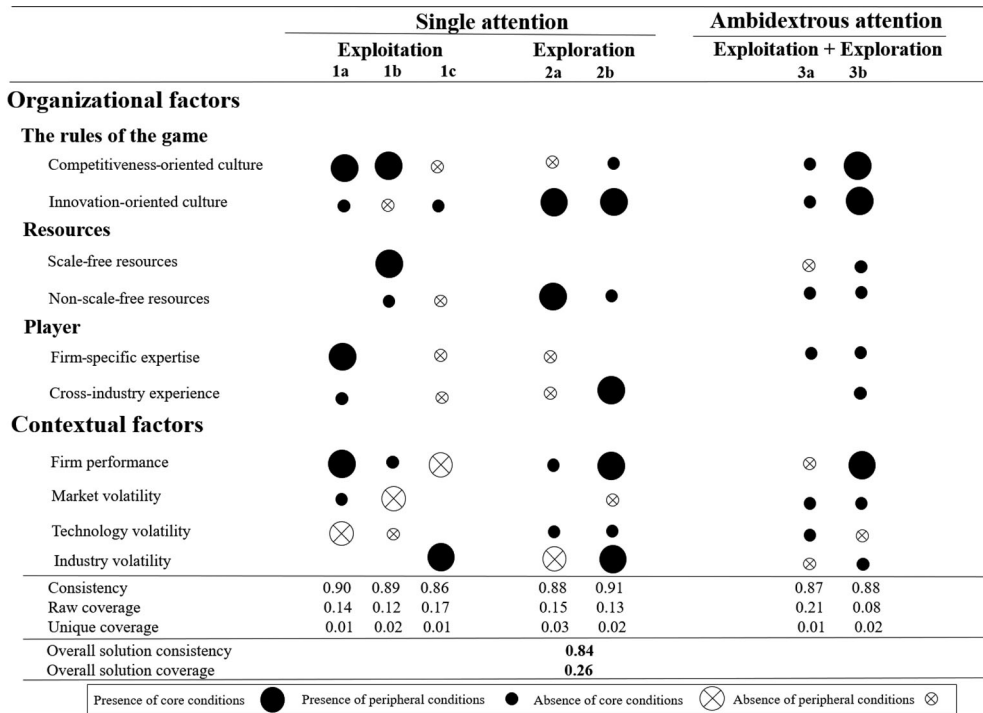 Single attention Ambidextrous attention
Exploitation Exploration Exploitation + Exploration
1a 1b 1c 2a 2b 3a 3b
Organizational factors
The rules of the game
Competitiveness-oriented culture
Innovation-oriented culture
Resources
Scale-free resources
Non-scale-free resources
Player
Firm-specific expertise
Cross-industry experience
Contextual factors
Firm performance
Market volatility
Technology volatility
Industry volatility
Consistency 0.90 0.89 0.86 0.88 0.91 0.87 0.88
Raw coverage 0.14 0.12 0.17 0.15 0.13 0.21 0.08
Unique coverage 0.01 0.02 0.01 0.03 0.02 0.01 0.02
Overall solution consistency 0.84
Overall solution coverage 0.26
Presence of core conditions Presence of peripheral conditions Absence of core conditions Absence of peripheral conditions